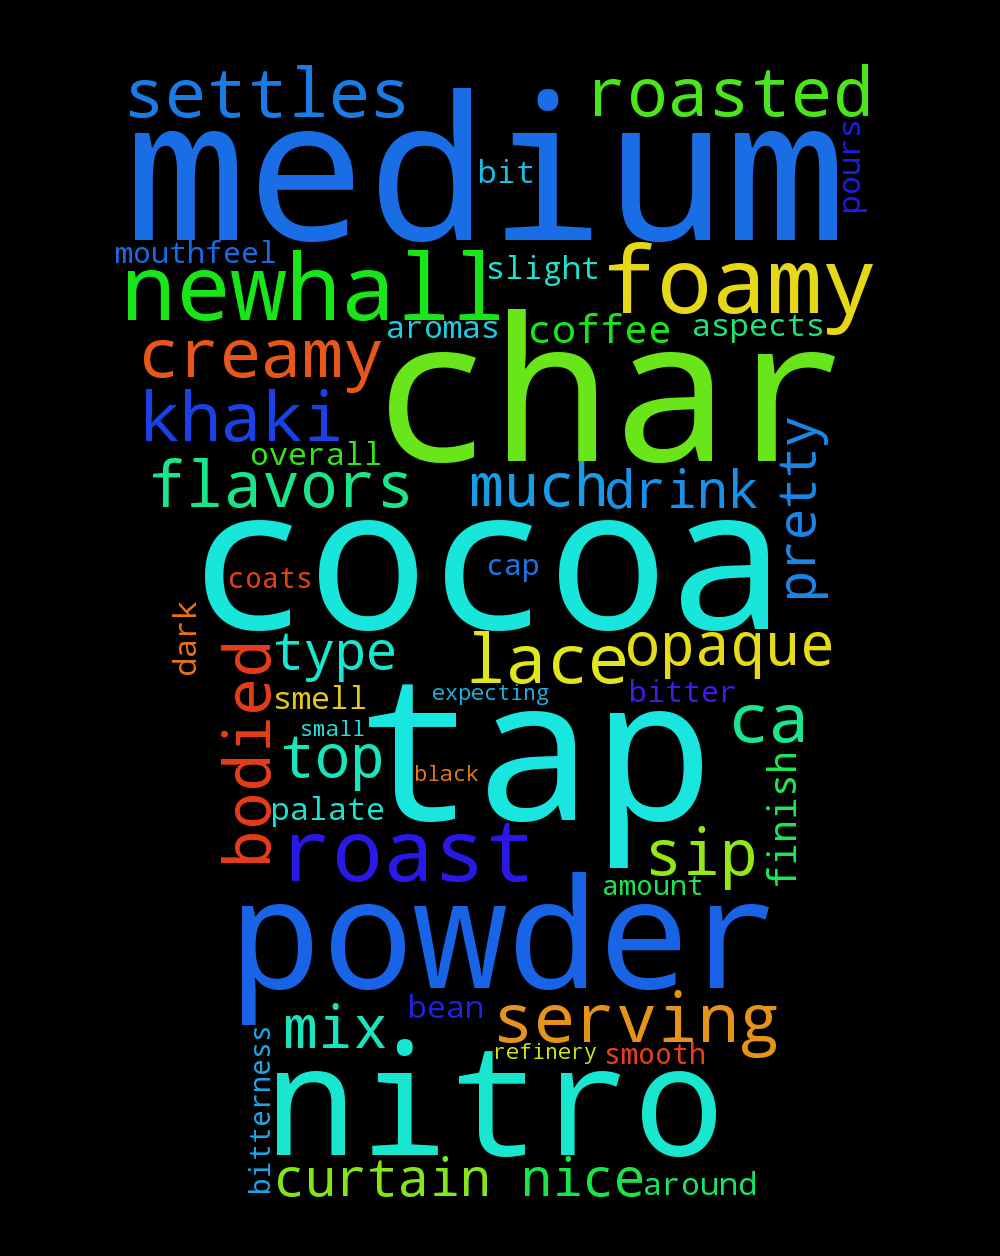 settles roasted
medium
bit
pours
mouthfeel
newhall slight foamy
aromas coffee aspects
creamy char
khaki
overall
flavors much drink pretty
cocoa
coats cap
dark
type lace opaque
bodied
smell expecting bitter
small tap ca
top black
palate finish
roast sip
amount
powder
bean serving
mix
refinery smooth
bitterness
nitro
curtain nice around